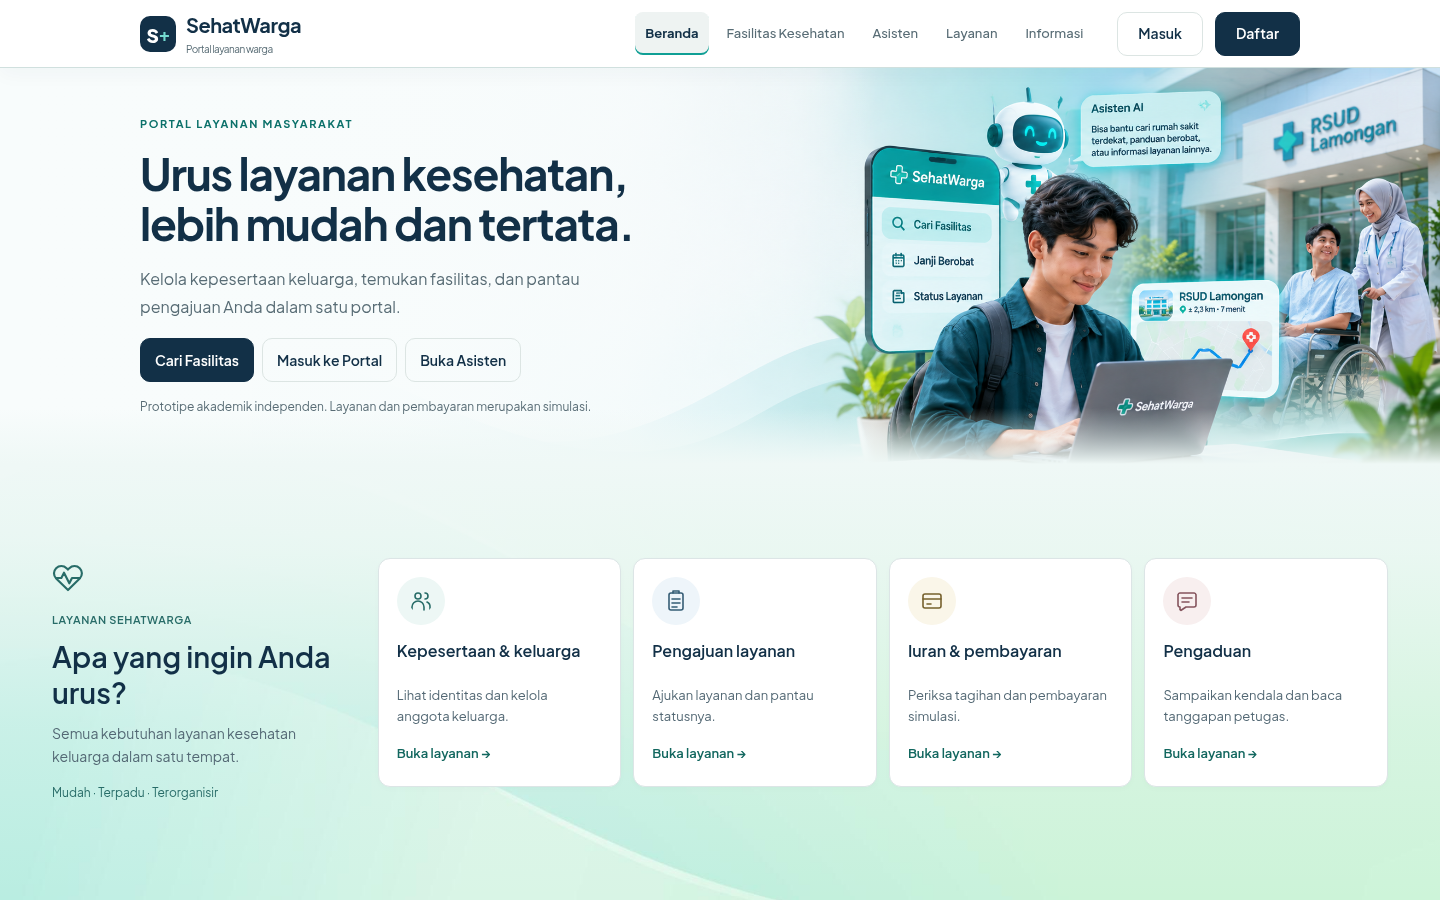 S+
SehatWarga
Portal layanan warga
Beranda
Fasilitas Kesehatan
Asisten
Layanan
Informasi
Masuk
Daftar
PORTAL LAYANAN MASYARAKAT
Urus layanan kesehatan,
lebih mudah dan tertata.
Kelola kepesertaan keluarga, temukan fasilitas, dan pantau
pengajuan Anda dalam satu portal.
Cari Fasilitas
Masuk ke Portal
Buka Asisten
Prototipe akademik independen. Layanan dan pembayaran merupakan simulasi.
SehatWarga
Cari Fasilitas
Janji Berobat
Status Layanan
Asisten AI
Bisa bantu cari rumah sakit
terdekat, panduan berobat,
atau informasi layanan lainnya.
RSUD
Lamongan
RSUD Lamongan
± 2,3 km • 7 menit
SehatWarga
LAYANAN SEHATWARGA
Apa yang ingin Anda
urus?
Semua kebutuhan layanan kesehatan
keluarga dalam satu tempat.
Mudah · Terpadu · Terorganisir
Kepesertaan & keluarga
Lihat identitas dan kelola
anggota keluarga.
Buka layanan →
Pengajuan layanan
Ajukan layanan dan pantau
statusnya.
Buka layanan →
Iuran & pembayaran
Periksa tagihan dan pembayaran
simulasi.
Buka layanan →
Pengaduan
Sampaikan kendala dan baca
tanggapan petugas.
Buka layanan →